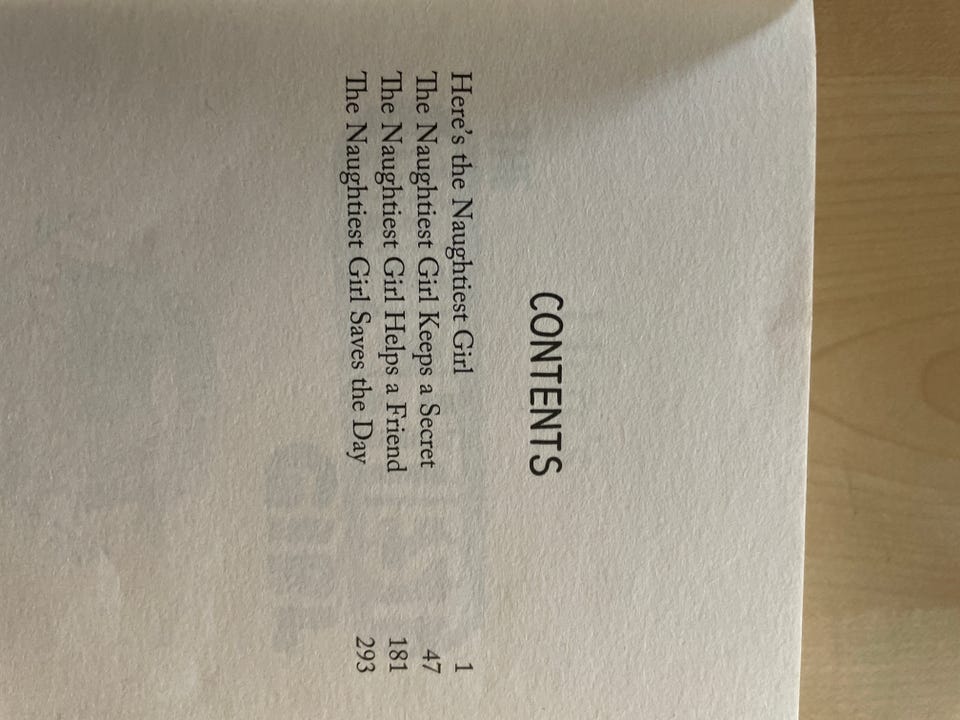 CONTENTS
Here's the Naughtiest Girl 1
The Naughtiest Girl Keeps a Secret 47
The Naughtiest Girl Helps a Friend 181
The Naughtiest Girl Saves the Day 293